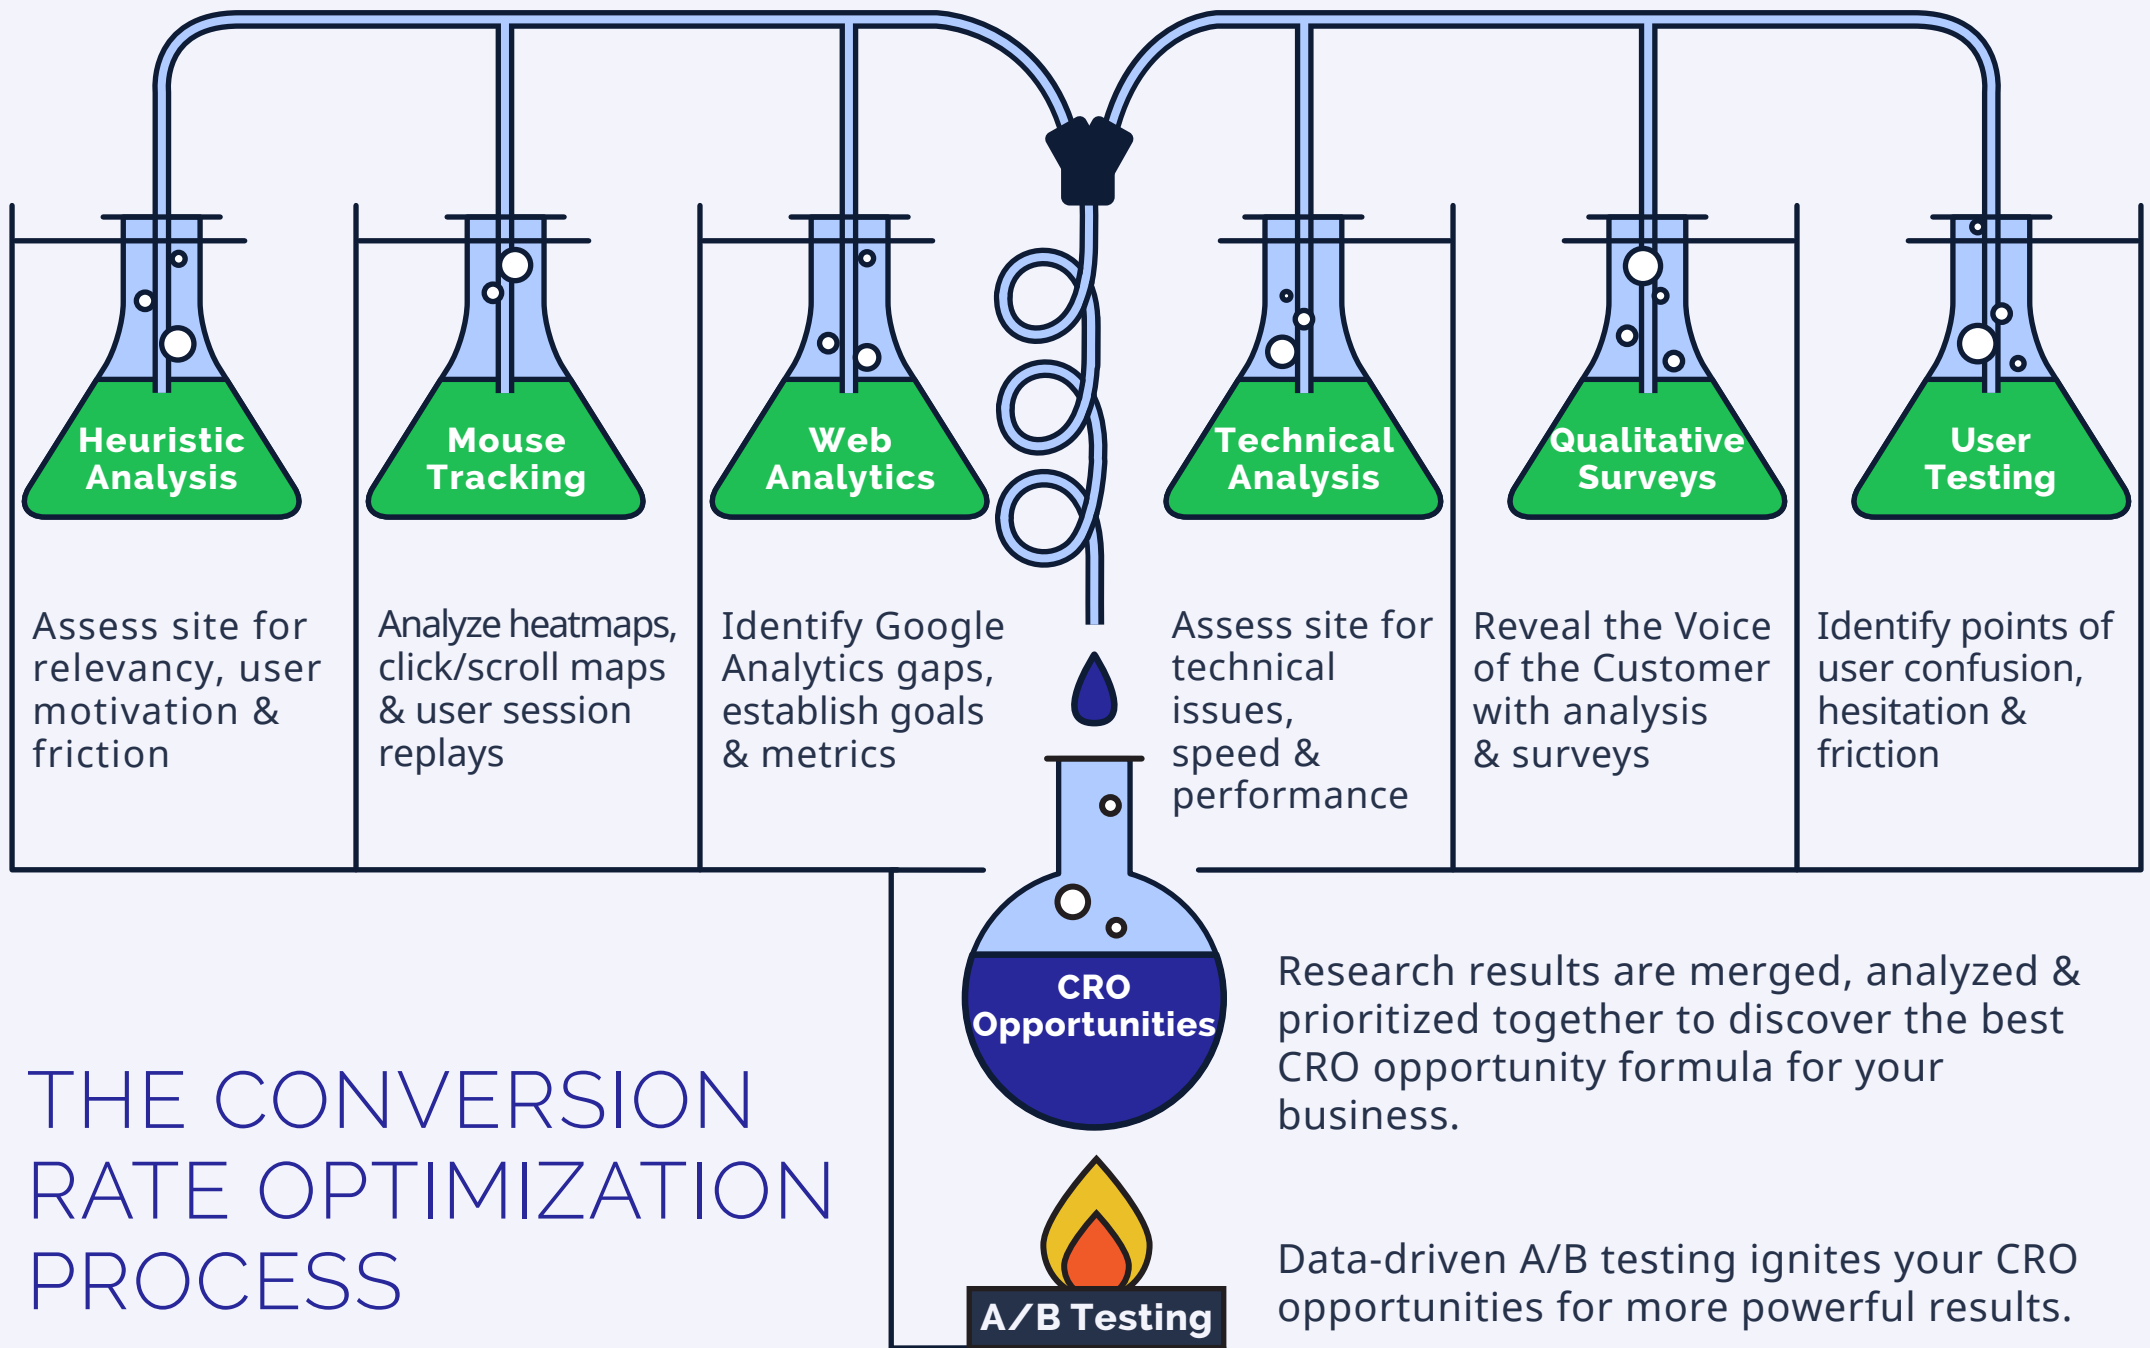 Heuristic
Analysis
Mouse
Tracking
Web
Analytics
Technical
Analysis
Qualitative
Surveys
User
Testing
Assess site for
relevancy, user
motivation &
friction
Analyze heatmaps,
click/scroll maps
& user session
replays
Identify Google
Analytics gaps,
establish goals
& metrics
Assess site for
technical
issues,
speed &
performance
Reveal the Voice
of the Customer
with analysis
& surveys
Identify points of
user confusion,
hesitation &
friction
CRO
Opportunities
Research results are merged, analyzed &
prioritized together to discover the best
CRO opportunity formula for your
business.
THE CONVERSION
RATE OPTIMIZATION
PROCESS
A/B Testing
Data-driven A/B testing ignites your CRO
opportunities for more powerful results.